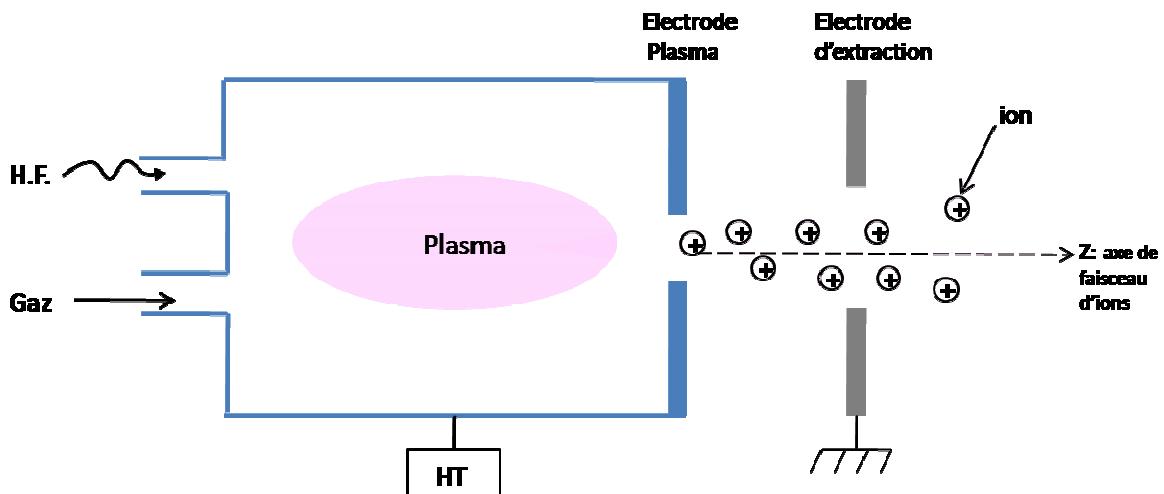 Electrode
Plasma
Electrode
d'extraction
ion
H.F.
Plasma
Z: axe de
faisceau
d'ions
Gaz
HT